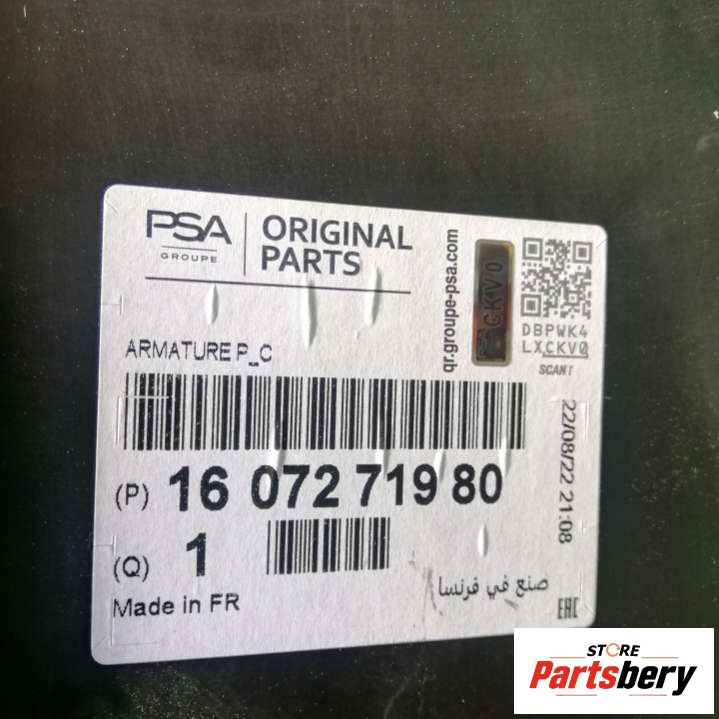 PSA
GROUPE
ORIGINAL
PARTS
qr.groupe-psa.com
CKV0
DBPWK4
LXCKV0
SCAN!
ARMATURE P_C
(P) 16 072 719 80
22/08/22 21:08
(Q) 1
Made in FR
صنع في فرنسا
EAC
STORE
Partsbery